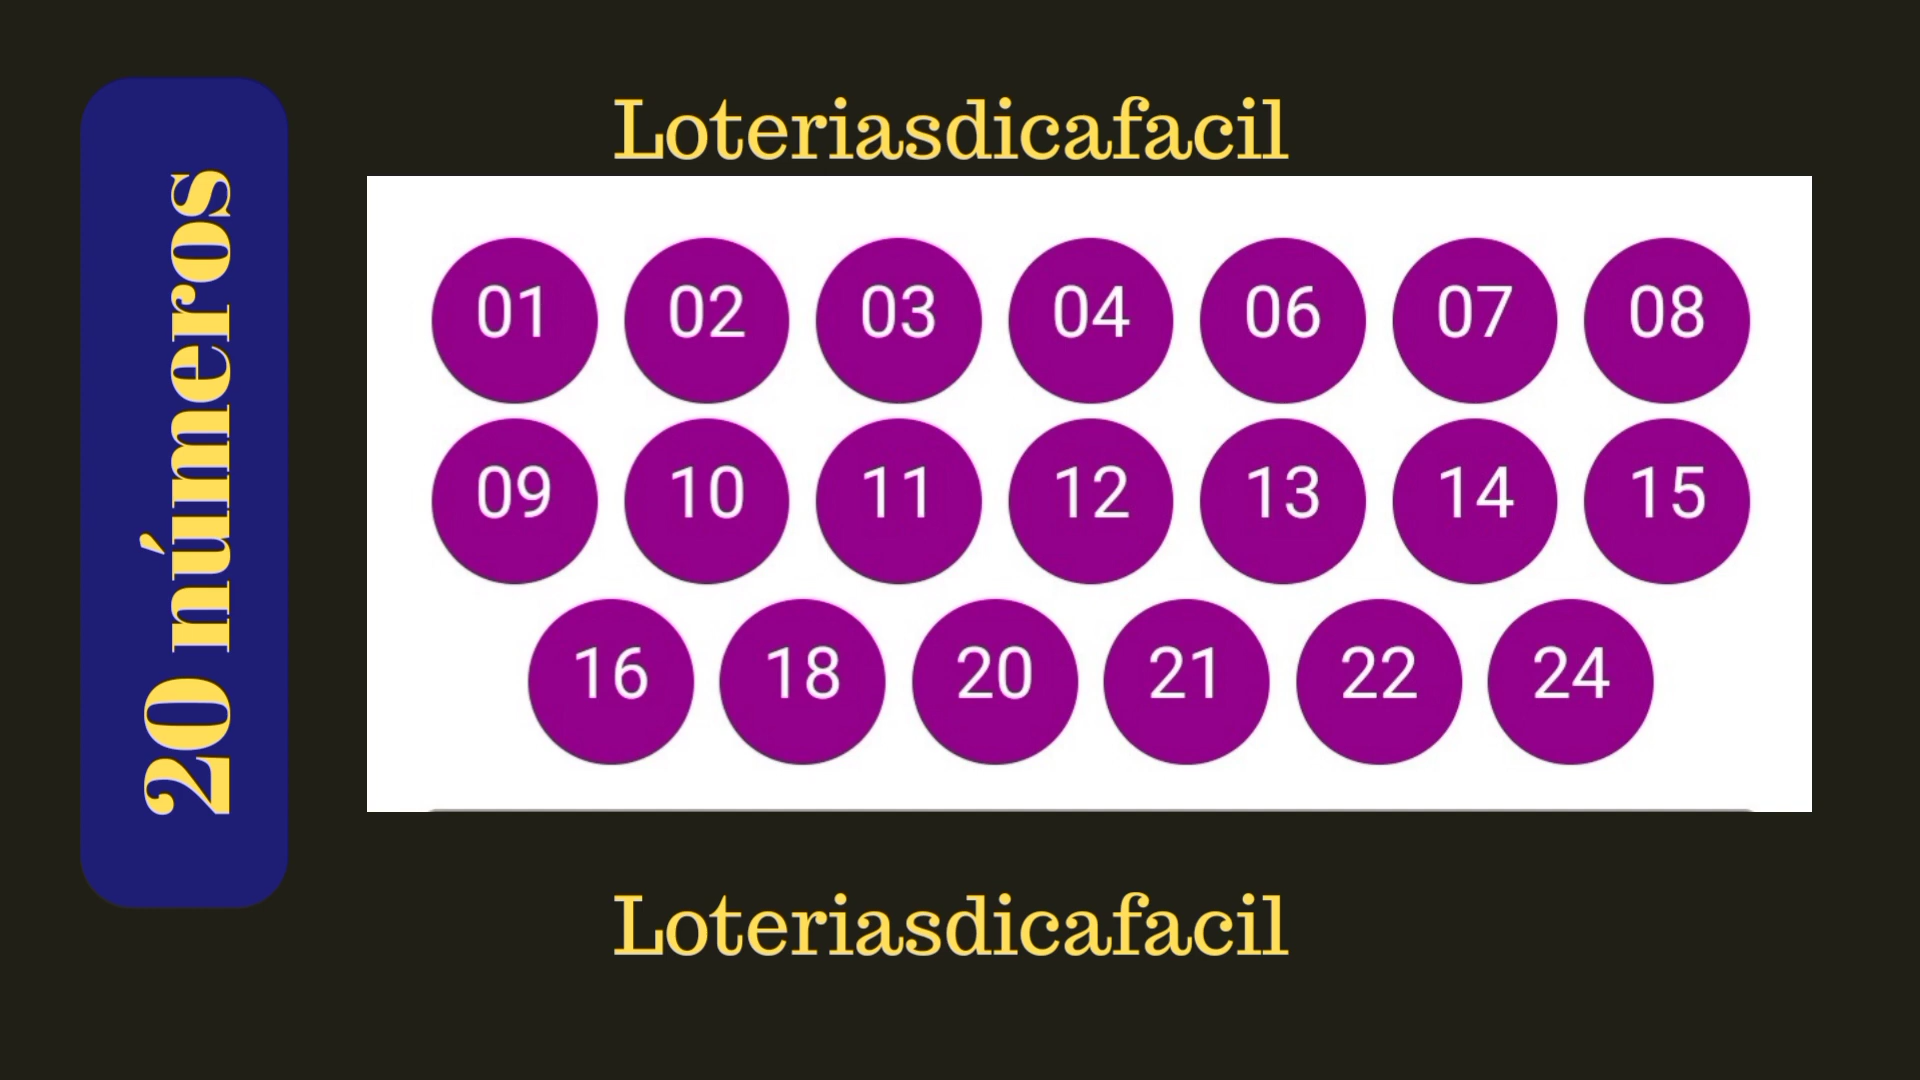 20 números
Loteriasdicafacil
01 02 03 04 06 07 08
09 10 11 12 13 14 15
16 18 20 21 22 24
Loteriasdicafacil